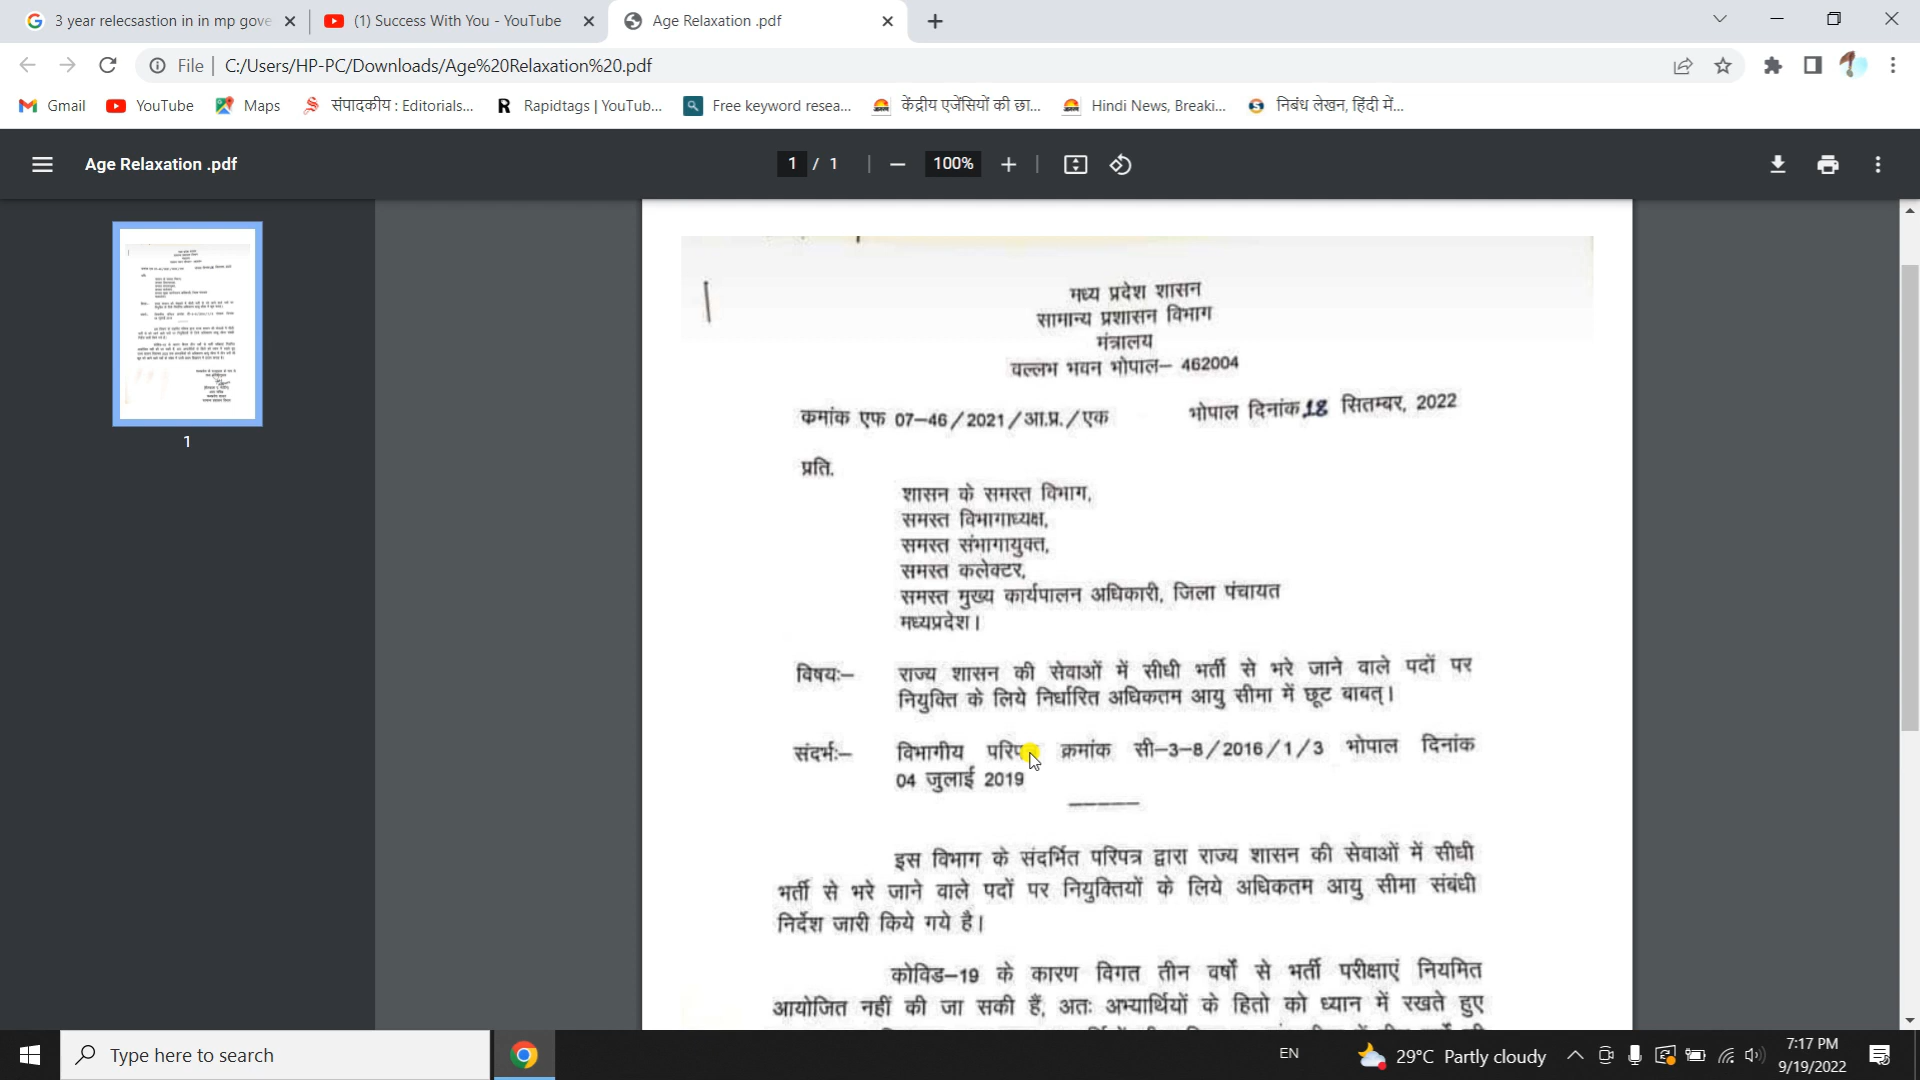 3 year relecsastion in in mp gove
(1) Success With You - YouTube
Age Relaxation .pdf
File
C:/Users/HP-PC/Downloads/Age%20Relaxation%20.pdf
Gmail
YouTube
Maps
संपादकीय : Editorials...
Rapidtags | YouTub...
Free keyword resea...
केंद्रीय एजेंसियों की छा...
Hindi News, Breaki...
निबंध लेखन, हिंदी में...
Age Relaxation .pdf
1 / 1
100%
1
मध्य प्रदेश शासन
सामान्य प्रशासन विभाग
मंत्रालय
वल्लभ भवन भोपाल– 462004
कमांक एफ 07–46/2021/आ.प्र./एक भोपाल दिनांक 18 सितम्बर, 2022
प्रति.
शासन के समस्त विभाग,
समस्त विभागाध्यक्ष,
समस्त संभागायुक्त,
समस्त कलेक्टर,
समस्त मुख्य कार्यपालन अधिकारी, जिला पंचायत
मध्यप्रदेश।
विषयः– राज्य शासन की सेवाओं में सीधी भर्ती से भरे जाने वाले पदों पर
नियुक्ति के लिये निर्धारित अधिकतम आयु सीमा में छूट बाबत्।
संदर्भः– विभागीय क्रमांक सी–3–8/2016/1/3 भोपाल दिनांक
04 जुलाई 2019
इस विभाग के संदर्भित परिपत्र द्वारा राज्य शासन की सेवाओं में सीधी
भर्ती से भरे जाने वाले पदों पर नियुक्तियों के लिये अधिकतम आयु सीमा संबंधी
निर्देश जारी किये गये है।
कोविड–19 के कारण विगत तीन वर्षों से भर्ती परीक्षाएं नियमित
आयोजित नहीं की जा सकी हैं, अतः अभ्यार्थियों के हितो को ध्यान में रखते हुए
Type here to search
EN
29°C Partly cloudy
7:17 PM
9/19/2022